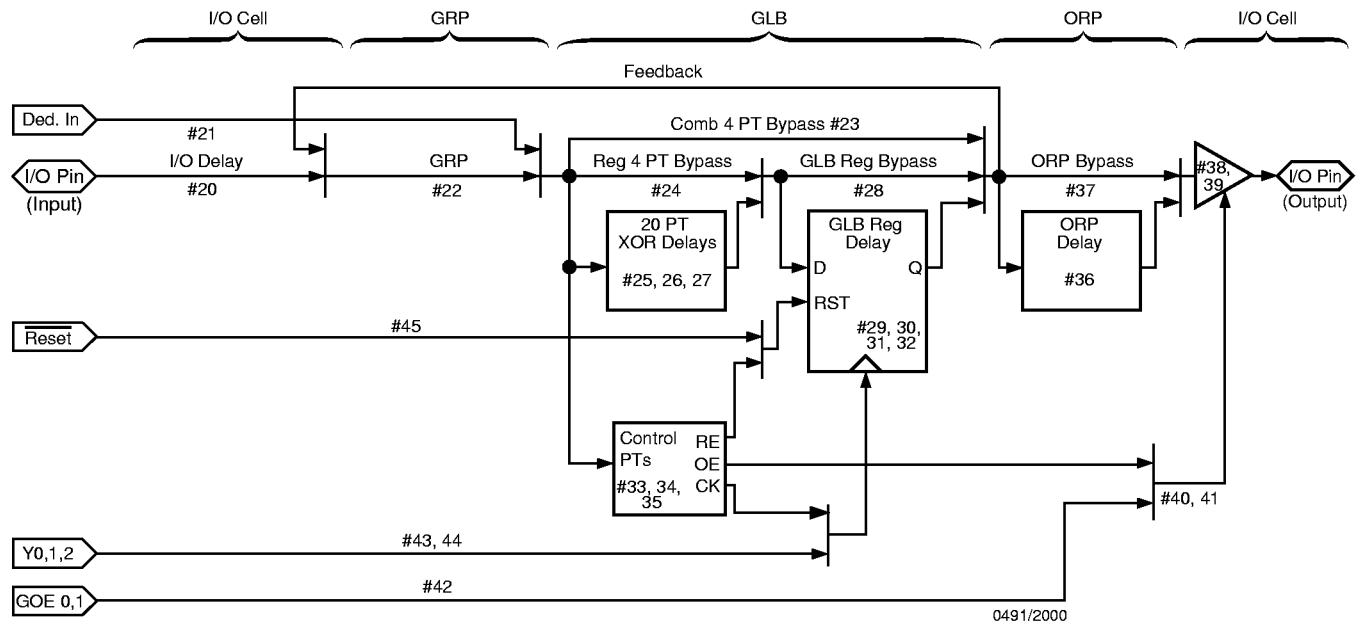 I/O Cell
GRP
GLB
ORP
I/O Cell
Feedback
Ded. In
#21
Comb 4 PT Bypass #23
I/O Delay
GRP
Reg 4 PT Bypass
GLB Reg Bypass
ORP Bypass
#38,
39
I/O Pin
(Input)
#20
#22
#24
#28
#37
I/O Pin
(Output)
20 PT
XOR Delays
#25, 26, 27
GLB Reg
Delay
D
Q
RST
#29, 30,
31, 32
ORP
Delay
#36
Reset
#45
Control
PTs
RE
OE
CK
#33, 34,
35
#40, 41
Y0,1,2
#43, 44
GOE 0,1
#42
0491/2000